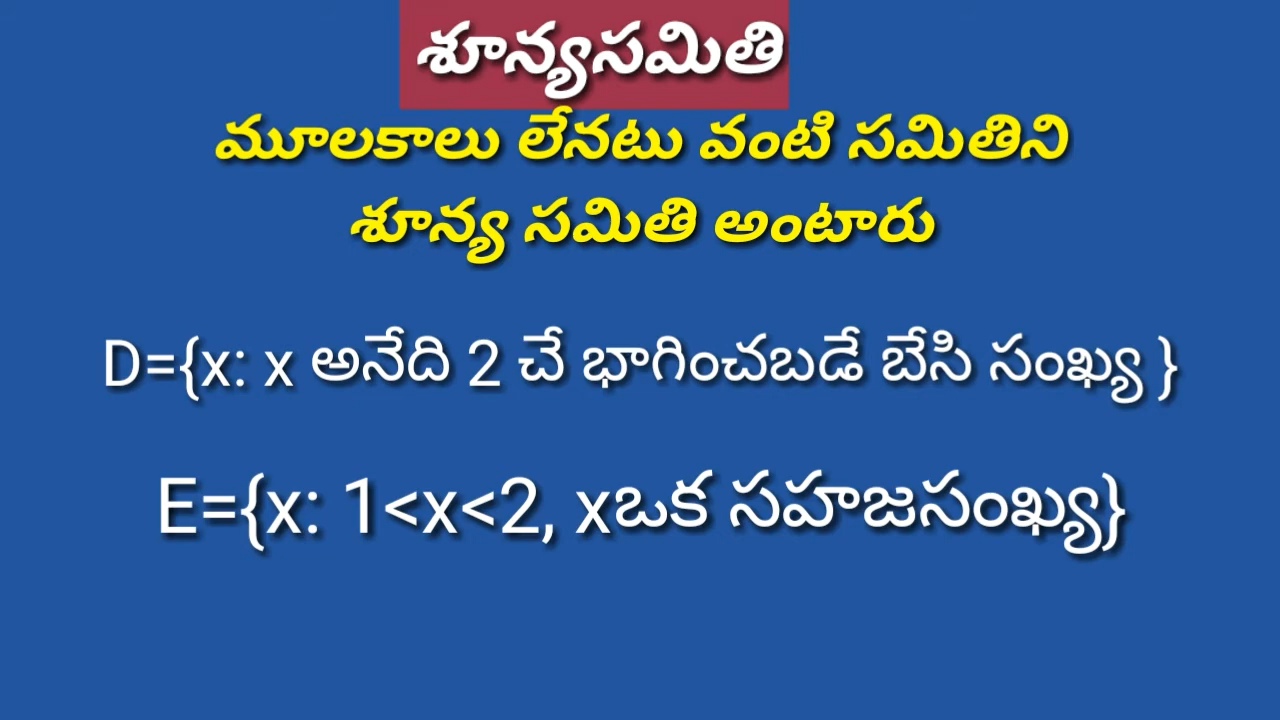 శూన్యసమితి
మూలకాలు లేనటు వంటి సమితిని
శూన్య సమితి అంటారు
D={x: x అనేది 2 చే భాగించబడే బేసి సంఖ్య }
E={x: 1<x<2, xఒక సహజసంఖ్య}